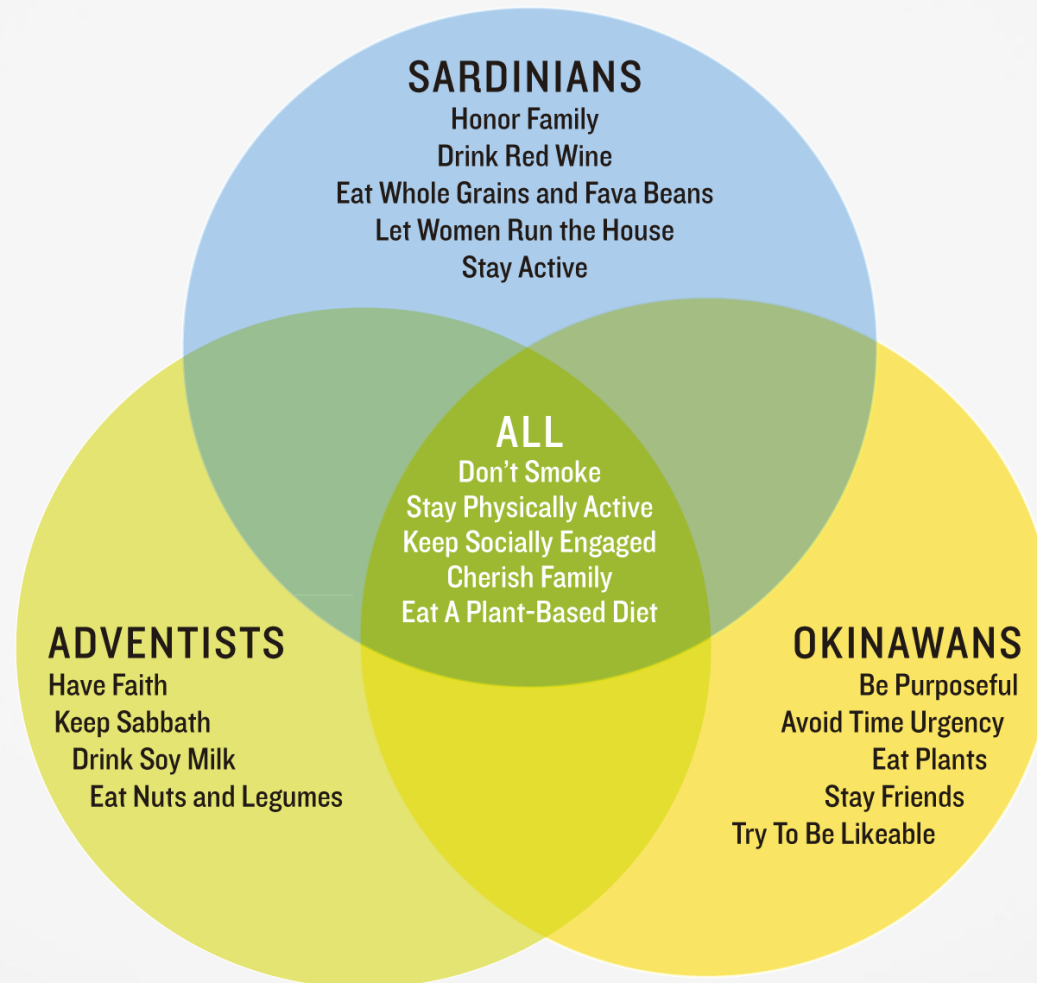 SARDINIANS
Honor Family
Drink Red Wine
Eat Whole Grains and Fava Beans
Let Women Run the House
Stay Active
ALL
Don’t Smoke
Stay Physically Active
Keep Socially Engaged
Cherish Family
Eat A Plant-Based Diet
ADVENTISTS
Have Faith
Keep Sabbath
Drink Soy Milk
Eat Nuts and Legumes
OKINAWANS
Be Purposeful
Avoid Time Urgency
Eat Plants
Stay Friends
Try To Be Likeable